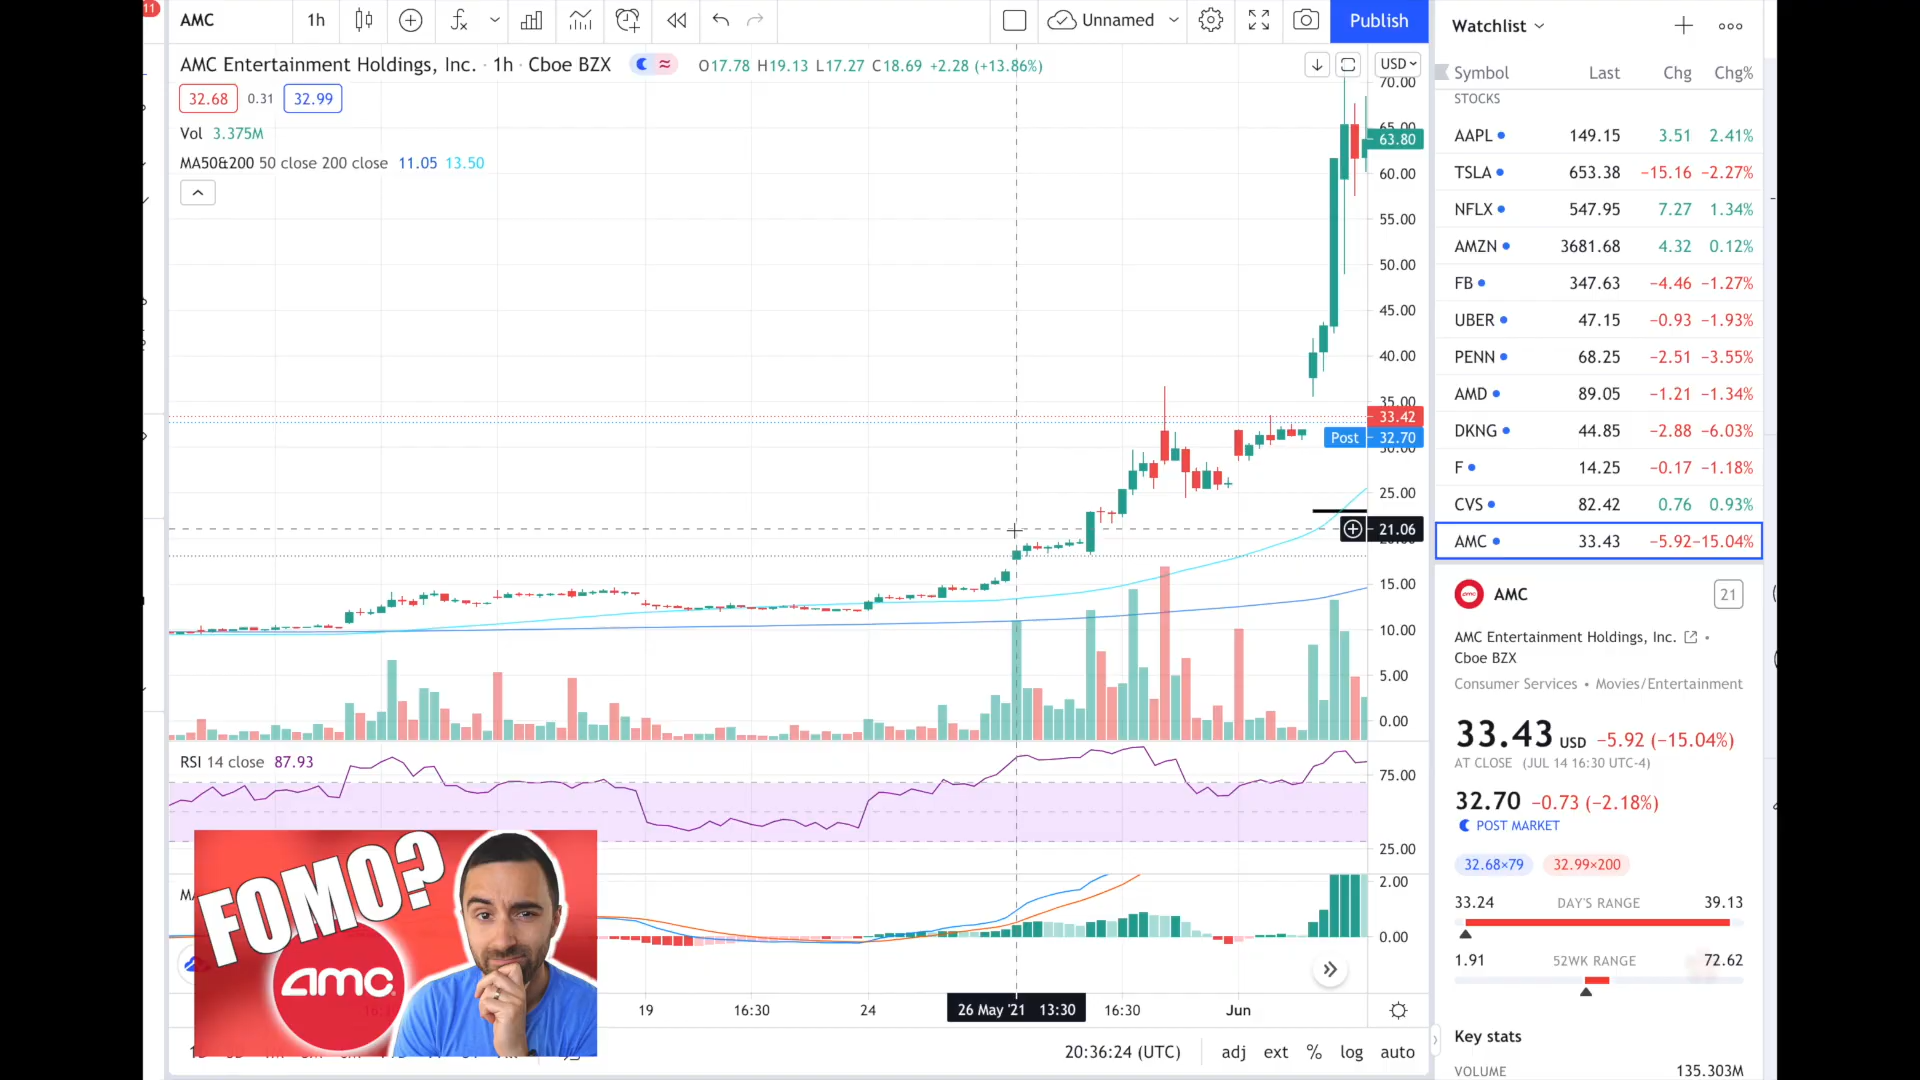 11
AMC
1h
Unnamed
Publish
AMC Entertainment Holdings, Inc. · 1h · Cboe BZX
O17.78 H19.13 L17.27 C18.69 +2.28 (+13.86%)
USD
32.68 0.31 32.99
Vol 3.375M
MA50&200 50 close 200 close 11.05 13.50
70.00
65.00
63.80
60.00
55.00
50.00
45.00
40.00
35.00
33.42
Post 32.70
30.00
25.00
21.06
20.00
15.00
10.00
5.00
0.00
RSI 14 close 87.93
75.00
25.00
2.00
0.00
FOMO?
amc
19
16:30
24
26 May '21 13:30
16:30
Jun
20:36:24 (UTC)
adj ext % log auto
Watchlist
Symbol Last Chg Chg%
STOCKS
AAPL 149.15 3.51 2.41%
TSLA 653.38 −15.16 −2.27%
NFLX 547.95 7.27 1.34%
AMZN 3681.68 4.32 0.12%
FB 347.63 −4.46 −1.27%
UBER 47.15 −0.93 −1.93%
PENN 68.25 −2.51 −3.55%
AMD 89.05 −1.21 −1.34%
DKNG 44.85 −2.88 −6.03%
F 14.25 −0.17 −1.18%
CVS 82.42 0.76 0.93%
AMC 33.43 −5.92 −15.04%
AMC
21
AMC Entertainment Holdings, Inc. •
Cboe BZX
Consumer Services • Movies/Entertainment
33.43 USD −5.92 (−15.04%)
AT CLOSE (JUL 14 16:30 UTC-4)
32.70 −0.73 (−2.18%)
POST MARKET
32.68×79 32.99×200
33.24 DAY'S RANGE 39.13
1.91 52WK RANGE 72.62
Key stats
VOLUME 135.303M